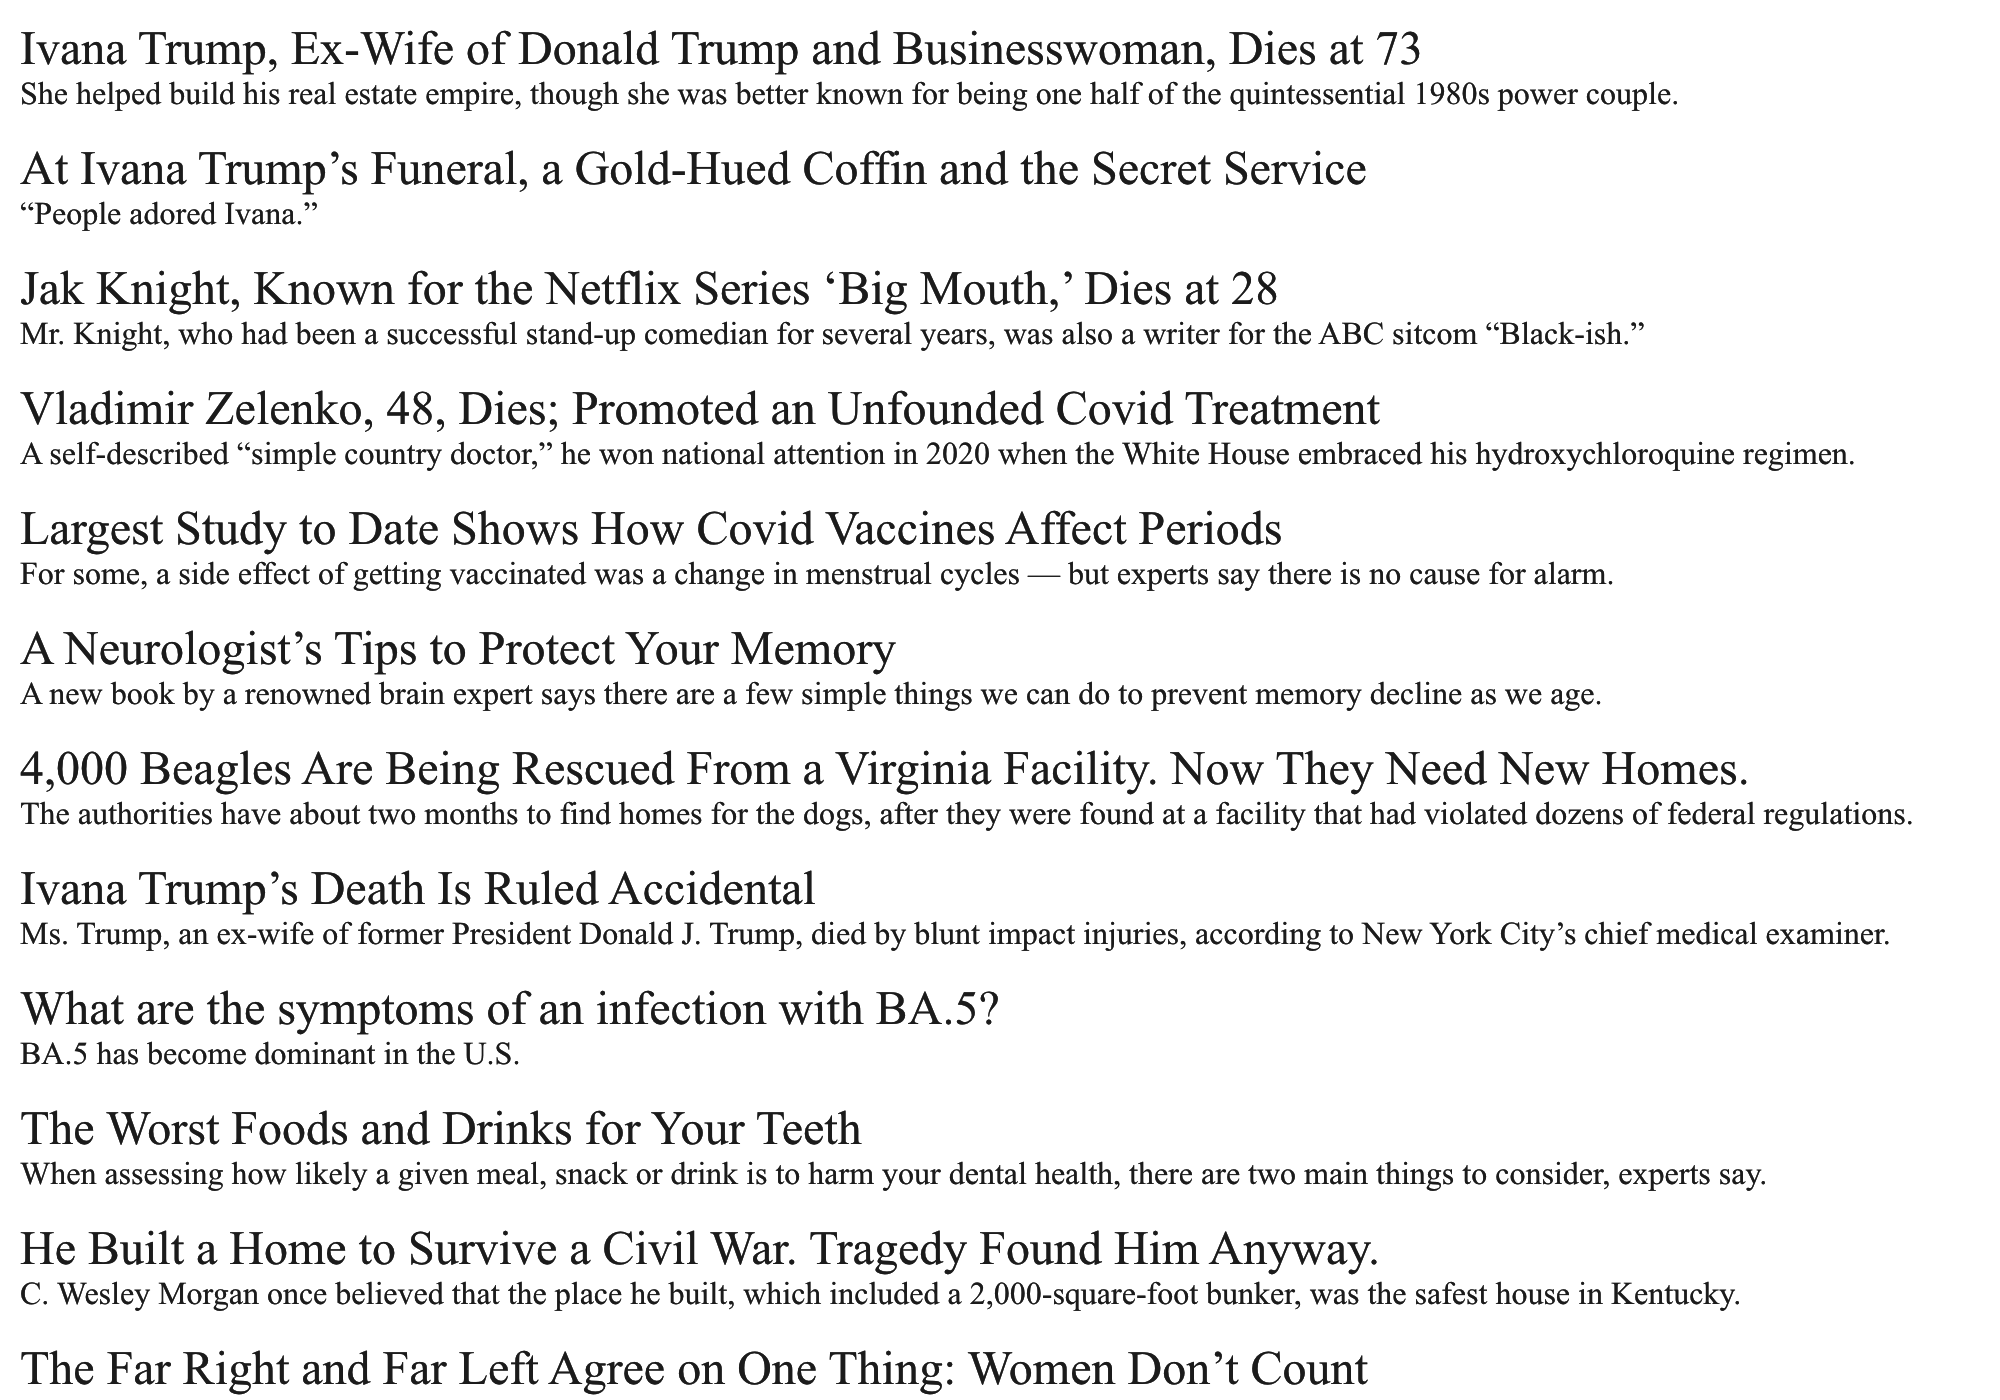 Ivana Trump, Ex-Wife of Donald Trump and Businesswoman, Dies at 73
She helped build his real estate empire, though she was better known for being one half of the quintessential 1980s power couple.
At Ivana Trump’s Funeral, a Gold-Hued Coffin and the Secret Service
“People adored Ivana.”
Jak Knight, Known for the Netflix Series ‘Big Mouth,’ Dies at 28
Mr. Knight, who had been a successful stand-up comedian for several years, was also a writer for the ABC sitcom “Black-ish.”
Vladimir Zelenko, 48, Dies; Promoted an Unfounded Covid Treatment
A self-described “simple country doctor,” he won national attention in 2020 when the White House embraced his hydroxychloroquine regimen.
Largest Study to Date Shows How Covid Vaccines Affect Periods
For some, a side effect of getting vaccinated was a change in menstrual cycles — but experts say there is no cause for alarm.
A Neurologist’s Tips to Protect Your Memory
A new book by a renowned brain expert says there are a few simple things we can do to prevent memory decline as we age.
4,000 Beagles Are Being Rescued From a Virginia Facility. Now They Need New Homes.
The authorities have about two months to find homes for the dogs, after they were found at a facility that had violated dozens of federal regulations.
Ivana Trump’s Death Is Ruled Accidental
Ms. Trump, an ex-wife of former President Donald J. Trump, died by blunt impact injuries, according to New York City’s chief medical examiner.
What are the symptoms of an infection with BA.5?
BA.5 has become dominant in the U.S.
The Worst Foods and Drinks for Your Teeth
When assessing how likely a given meal, snack or drink is to harm your dental health, there are two main things to consider, experts say.
He Built a Home to Survive a Civil War. Tragedy Found Him Anyway.
C. Wesley Morgan once believed that the place he built, which included a 2,000-square-foot bunker, was the safest house in Kentucky.
The Far Right and Far Left Agree on One Thing: Women Don’t Count